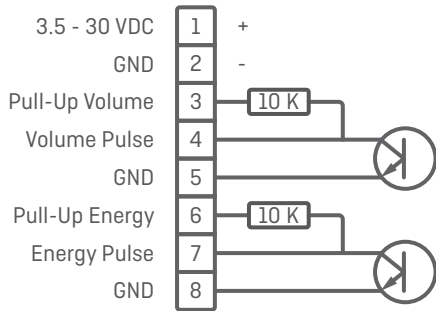 3.5 - 30 VDC 1 +
GND 2 -
Pull-Up Volume 3 10 K
Volume Pulse 4
GND 5
Pull-Up Energy 6 10 K
Energy Pulse 7
GND 8